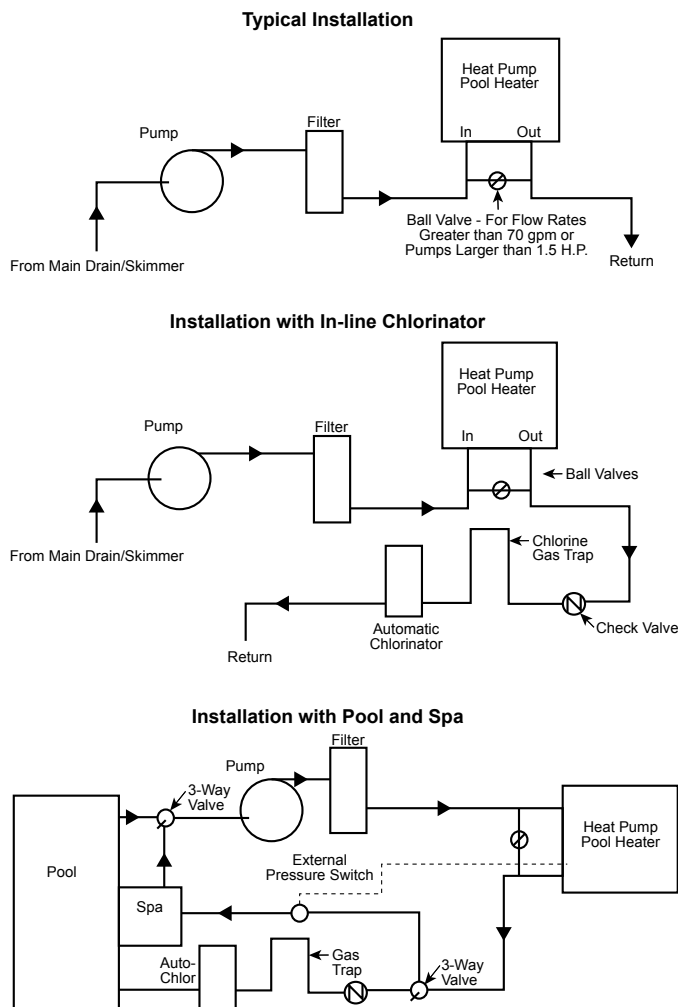 Typical Installation
Heat Pump
Pool Heater
In Out
Filter
Pump
Ball Valve - For Flow Rates
Greater than 70 gpm or
Pumps Larger than 1.5 H.P.
From Main Drain/Skimmer
Return
Installation with In-line Chlorinator
Heat Pump
Pool Heater
In Out
Filter
Pump
Ball Valves
From Main Drain/Skimmer
Chlorine
Gas Trap
Automatic
Chlorinator
Check Valve
Return
Installation with Pool and Spa
Filter
Pump
3-Way
Valve
Heat Pump
Pool Heater
Pool
External
Pressure Switch
Spa
Auto-
Chlor
Gas
Trap
3-Way
Valve